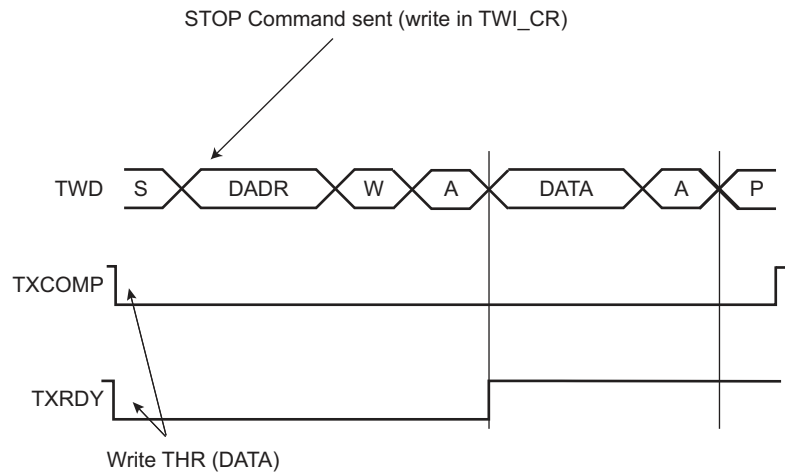 STOP Command sent (write in TWI_CR)
TWD S DADR W A DATA A P
TXCOMP
TXRDY
Write THR (DATA)